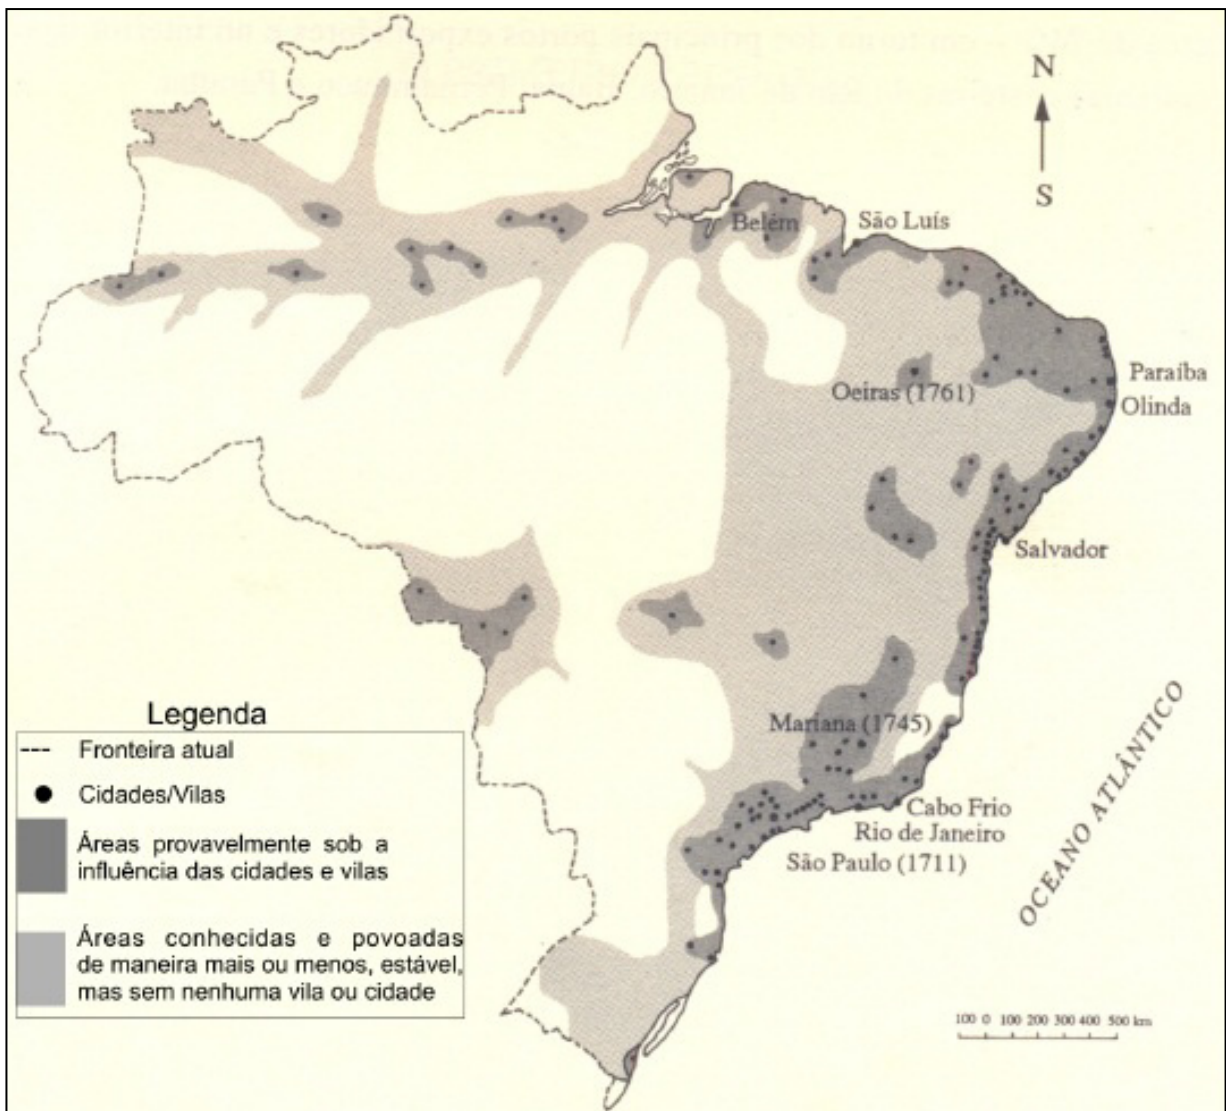 N
S
Belém
São Luís
Paraíba
Oeiras (1761)
Olinda
Salvador
Mariana (1745)
Cabo Frio
Rio de Janeiro
São Paulo (1711)
OCEANO ATLÂNTICO
Legenda
Fronteira atual
Cidades/Vilas
Áreas provavelmente sob a
influência das cidades e vilas
Áreas conhecidas e povoadas
de maneira mais ou menos, estável,
mas sem nenhuma vila ou cidade
100 0 100 200 300 400 500 km